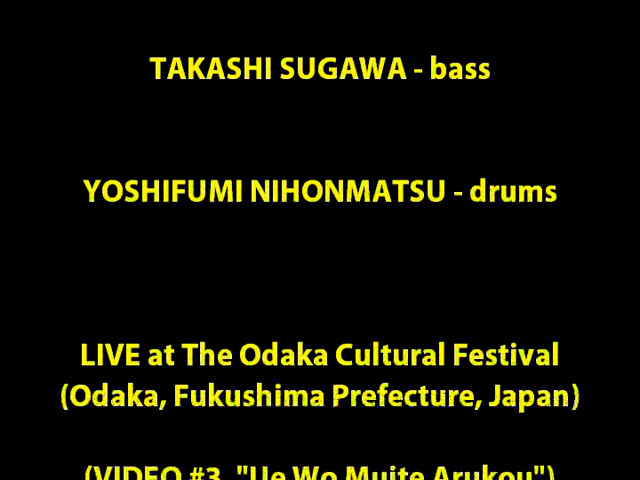 TAKASHI SUGAWA - bass
YOSHIFUMI NIHONMATSU - drums
LIVE at The Odaka Cultural Festival
(Odaka, Fukushima Prefecture, Japan)
(VIDEO #3, "Ue Wo Muite Arukou")